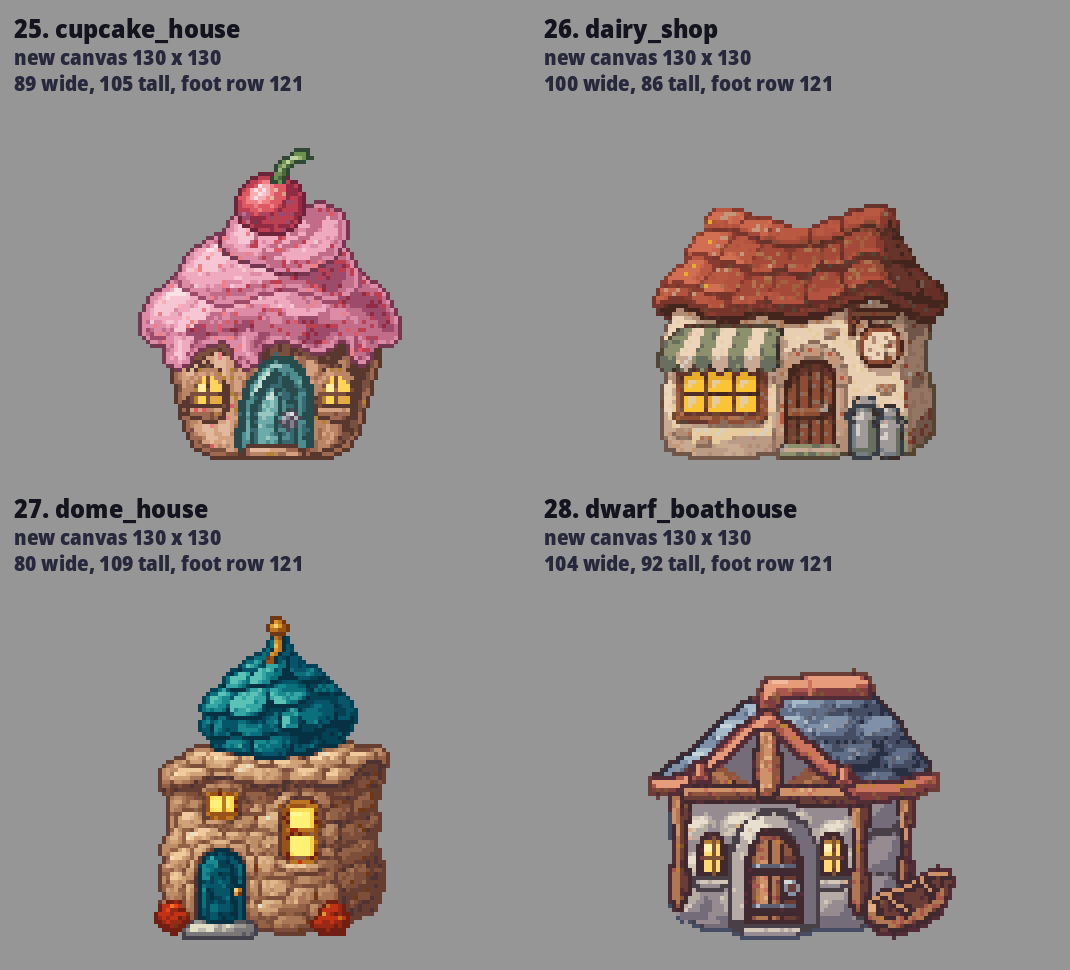 25. cupcake_house
new canvas 130 x 130
89 wide, 105 tall, foot row 121
26. dairy_shop
new canvas 130 x 130
100 wide, 86 tall, foot row 121
27. dome_house
new canvas 130 x 130
80 wide, 109 tall, foot row 121
28. dwarf_boathouse
new canvas 130 x 130
104 wide, 92 tall, foot row 121